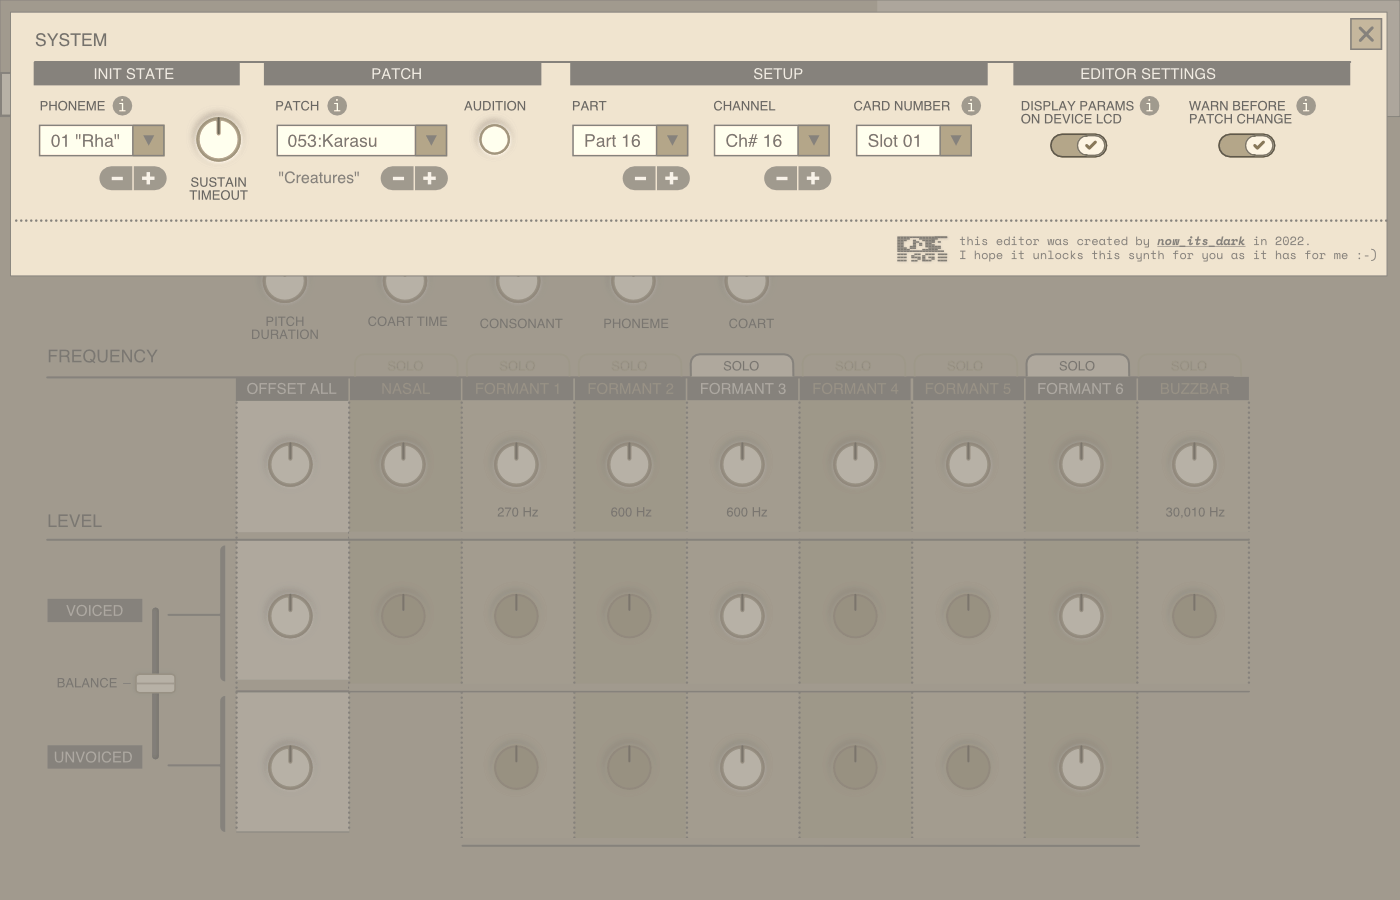 SYSTEM
INIT STATE
PATCH
SETUP
EDITOR SETTINGS
PHONEME i
PATCH i
AUDITION
PART
CHANNEL
CARD NUMBER i
DISPLAY PARAMS i
ON DEVICE LCD
WARN BEFORE i
PATCH CHANGE
01 "Rha"
053:Karasu
Part 16
Ch# 16
Slot 01
SUSTAIN
TIMEOUT
"Creatures"
this editor was created by now_its_dark in 2022.
I hope it unlocks this synth for you as it has for me :-)
PITCH
DURATION
COART TIME
CONSONANT
PHONEME
COART
FREQUENCY
SOLO SOLO SOLO SOLO SOLO SOLO SOLO SOLO
OFFSET ALL NASAL FORMANT 1 FORMANT 2 FORMANT 3 FORMANT 4 FORMANT 5 FORMANT 6 BUZZBAR
270 Hz 600 Hz 600 Hz 30,010 Hz
LEVEL
VOICED
BALANCE
UNVOICED